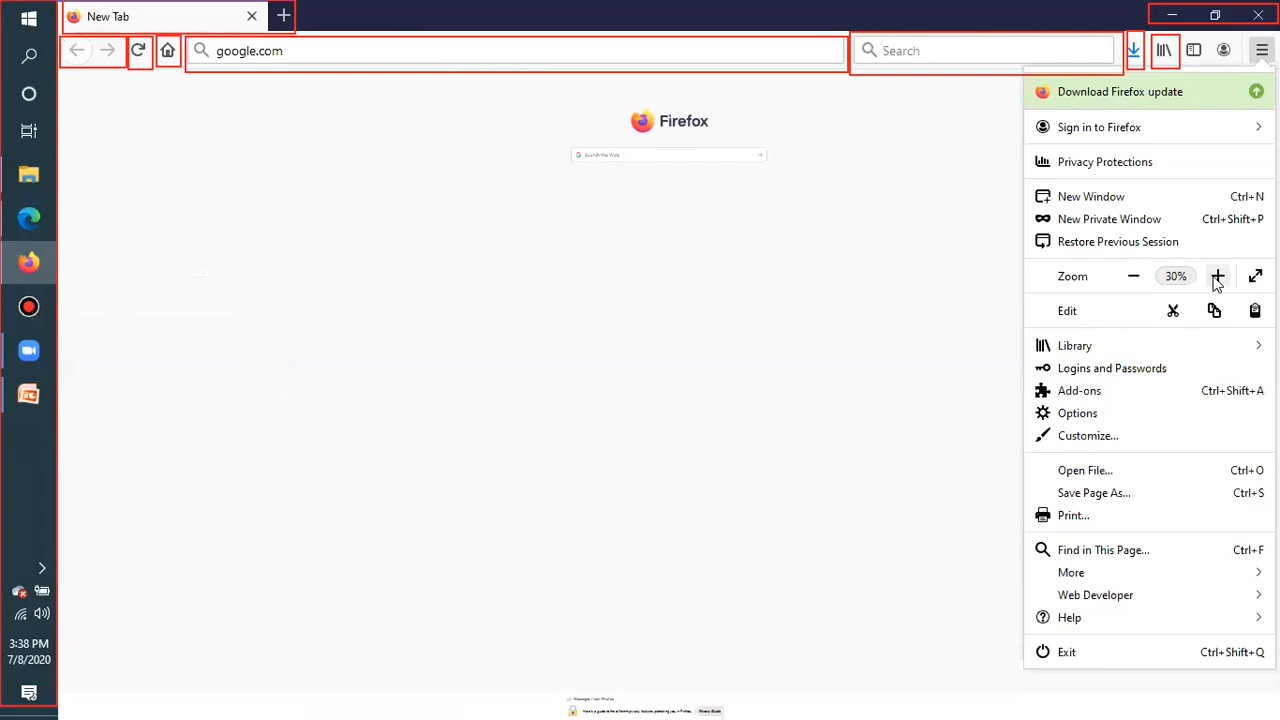 New Tab
google.com
Search
Firefox
Search the Web
Download Firefox update
Sign in to Firefox
Privacy Protections
New Window Ctrl+N
New Private Window Ctrl+Shift+P
Restore Previous Session
Zoom 30%
Edit
Library
Logins and Passwords
Add-ons Ctrl+Shift+A
Options
Customize...
Open File... Ctrl+O
Save Page As... Ctrl+S
Print...
Find in This Page... Ctrl+F
More
Web Developer
Help
Exit Ctrl+Shift+Q
3:38 PM
7/8/2020